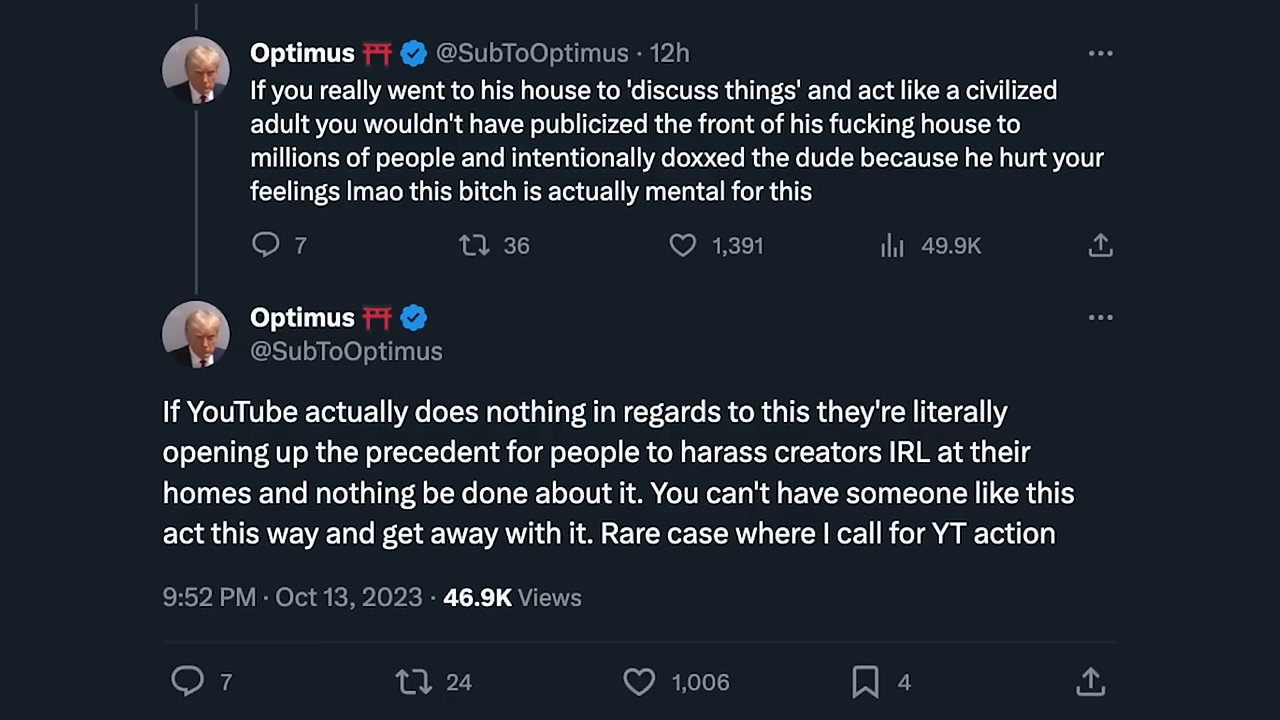 Optimus ⛩️ @SubToOptimus · 12h
If you really went to his house to 'discuss things' and act like a civilized
adult you wouldn't have publicized the front of his fucking house to
millions of people and intentionally doxxed the dude because he hurt your
feelings lmao this bitch is actually mental for this
7 36 1,391 49.9K
Optimus ⛩️
@SubToOptimus
If YouTube actually does nothing in regards to this they're literally
opening up the precedent for people to harass creators IRL at their
homes and nothing be done about it. You can't have someone like this
act this way and get away with it. Rare case where I call for YT action
9:52 PM · Oct 13, 2023 · 46.9K Views
7 24 1,006 4